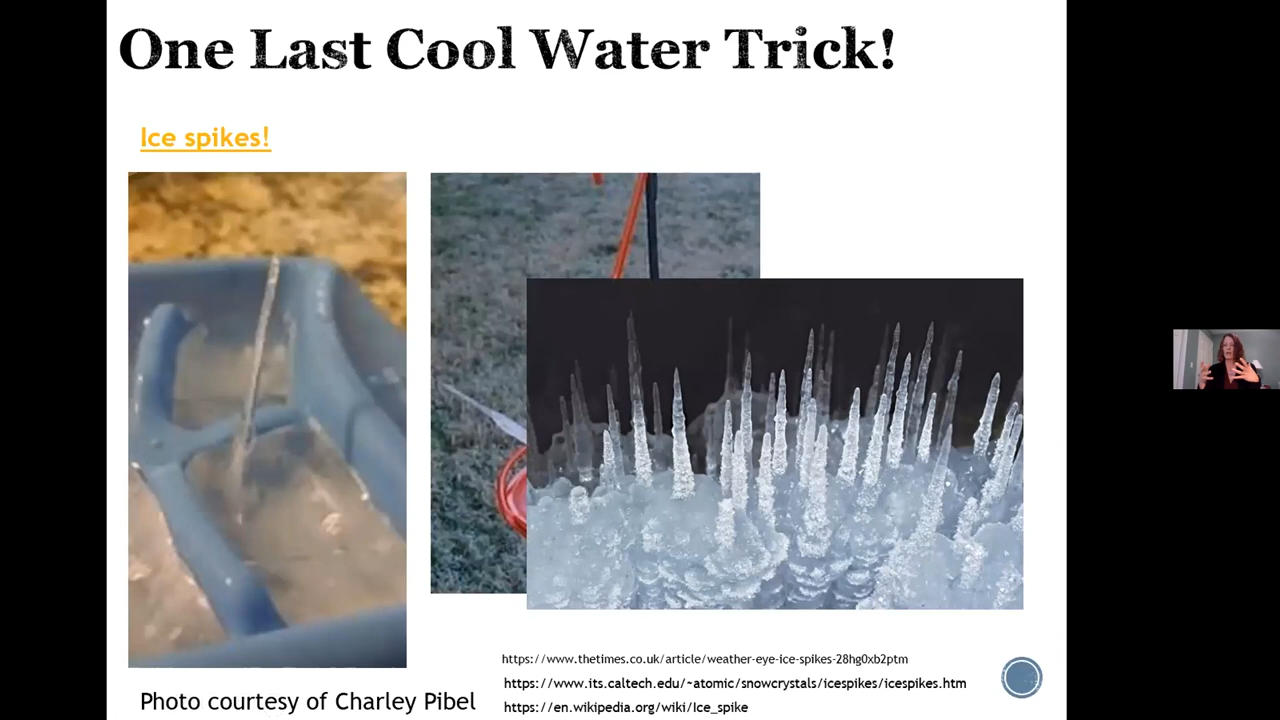 One Last Cool Water Trick!
Ice spikes!
https://www.thetimes.co.uk/article/weather-eye-ice-spikes-28hg0xb2ptm
https://www.its.caltech.edu/~atomic/snowcrystals/icespikes/icespikes.htm
Photo courtesy of Charley Pibel
https://en.wikipedia.org/wiki/Ice_spike